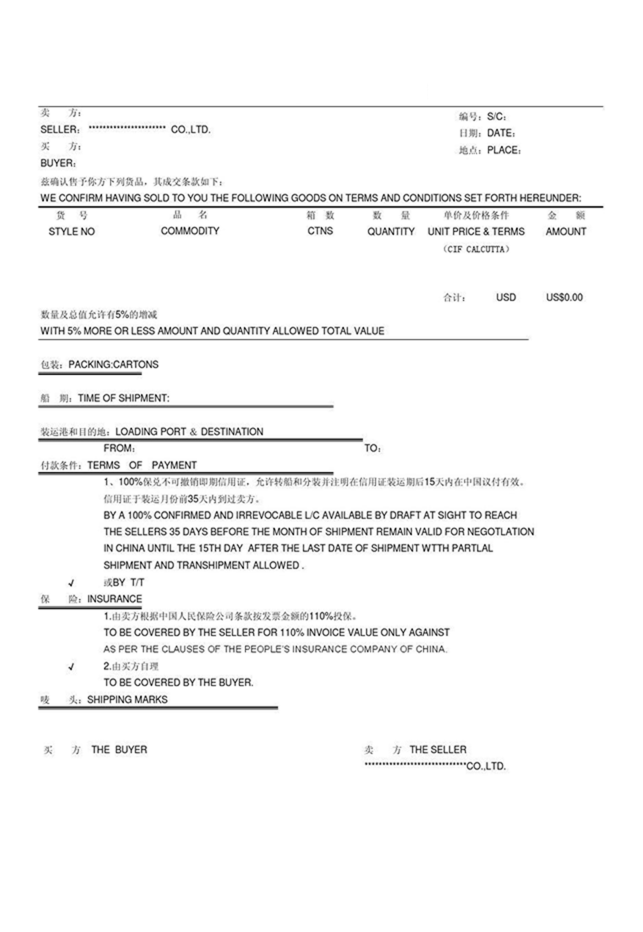 卖 方：
编号：S/C：
SELLER： ********************** CO.,LTD.
日期：DATE：
买 方：
地点：PLACE：
BUYER：
兹确认售予你方下列货品，其成交条款如下：
WE CONFIRM HAVING SOLD TO YOU THE FOLLOWING GOODS ON TERMS AND CONDITIONS SET FORTH HEREUNDER:
货 号 品 名 箱 数 数 量 单价及价格条件 金 额
STYLE NO COMMODITY CTNS QUANTITY UNIT PRICE & TERMS AMOUNT
（CIF CALCUTTA）
合计： USD US$0.00
数量及总值允许有5%的增减
WITH 5% MORE OR LESS AMOUNT AND QUANTITY ALLOWED TOTAL VALUE
包装：PACKING:CARTONS
船 期：TIME OF SHIPMENT:
装运港和目的地：LOADING PORT & DESTINATION
FROM： TO：
付款条件：TERMS OF PAYMENT
1、100%保兑不可撤销即期信用证，允许转船和分装并注明在信用证装运期后15天内在中国议付有效。
信用证于装运月份前35天内到过卖方。
BY A 100% CONFIRMED AND IRREVOCABLE L/C AVAILABLE BY DRAFT AT SIGHT TO REACH
THE SELLERS 35 DAYS BEFORE THE MONTH OF SHIPMENT REMAIN VALID FOR NEGOTLATION
IN CHINA UNTIL THE 15TH DAY AFTER THE LAST DATE OF SHIPMENT WTTH PARTLAL
SHIPMENT AND TRANSHIPMENT ALLOWED .
√ 或BY T/T
保 险：INSURANCE
1.由卖方根据中国人民保险公司条款按发票金额的110%投保。
TO BE COVERED BY THE SELLER FOR 110% INVOICE VALUE ONLY AGAINST
AS PER THE CLAUSES OF THE PEOPLE'S INSURANCE COMPANY OF CHINA.
√ 2.由买方自理
TO BE COVERED BY THE BUYER.
唛 头：SHIPPING MARKS
买 方 THE BUYER 卖 方 THE SELLER
*****************************CO.,LTD.